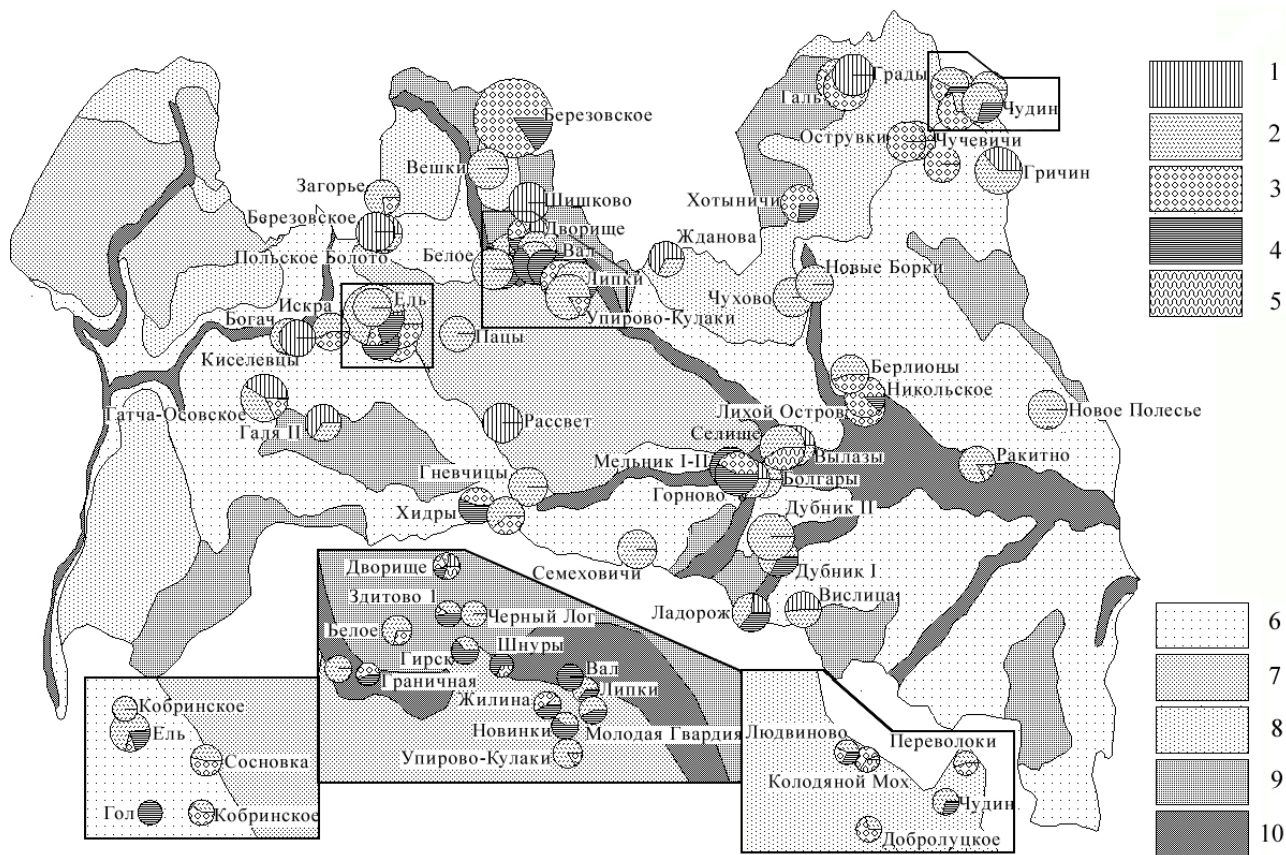 Грады
Галь
Чудин
Березовское
Острувки
Чучевичи
Вешки
Гричин
Загорье
Шишково
Хотыничи
Березовское
Дворище
Жданова
Польское Болото
Белое
Вал
Новые Борки
Липки
Чухово
Искра
Ель
Богач
Упирово-Кулаки
Пацы
Киселевцы
Берлионы
Никольское
Татча-Осовское
Лихой Остров
Новое Полесье
Галя II
Рассвет
Селище
Вылазы
Мельник I-II
Ракитно
Гневчицы
Болгары
Горново
Хидры
Дубник II
Семеховичи
Дубник I
Ладорож
Вислица
Дворище
Здитово 1
Черный Лог
Белое
Шнуры
Гирск
Вал
Граничная
Липки
Жилина
Новинки
Молодая Гвардия
Упирово-Кулаки
Кобринское
Ель
Сосновка
Гол
Кобринское
Людвиново
Переволоки
Колодяной Мох
Чудин
Добролуцкое
1
2
3
4
5
6
7
8
9
10